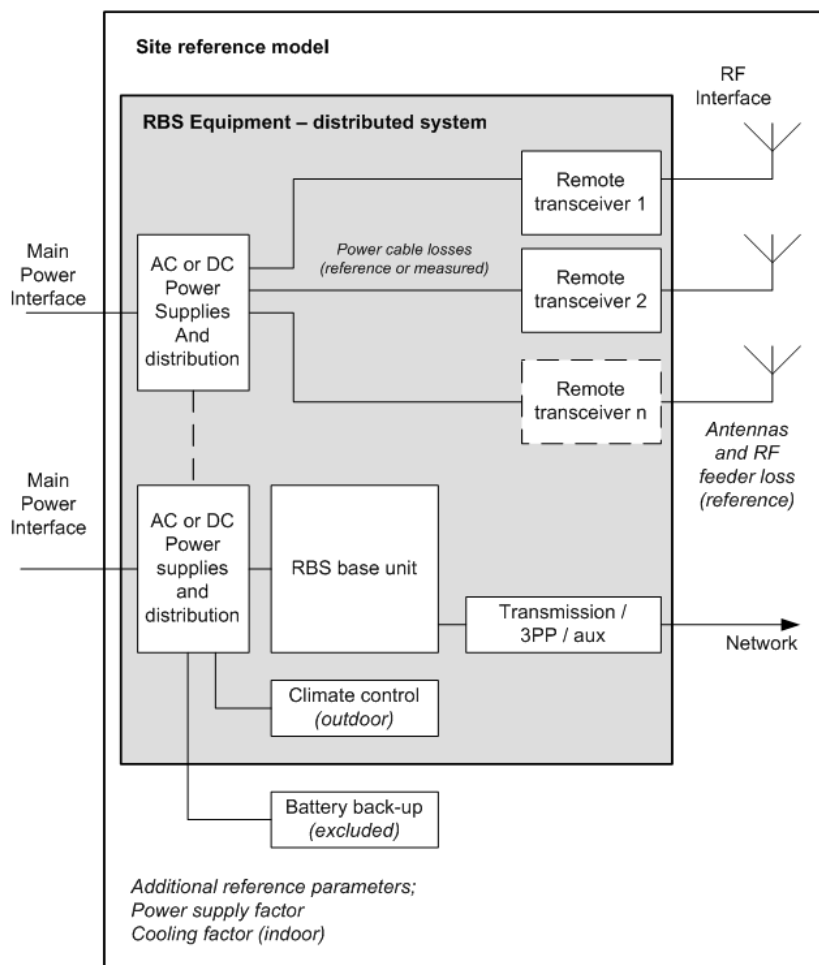 Site reference model
RF
Interface
RBS Equipment – distributed system
Remote
transceiver 1
Main
Power
Interface
AC or DC
Power
Supplies
And
distribution
Power cable losses
(reference or measured)
Remote
transceiver 2
Remote
transceiver n
Antennas
and RF
feeder loss
(reference)
Main
Power
Interface
AC or DC
Power
supplies
and
distribution
RBS base unit
Transmission /
3PP / aux
Network
Climate control
(outdoor)
Battery back-up
(excluded)
Additional reference parameters;
Power supply factor
Cooling factor (indoor)